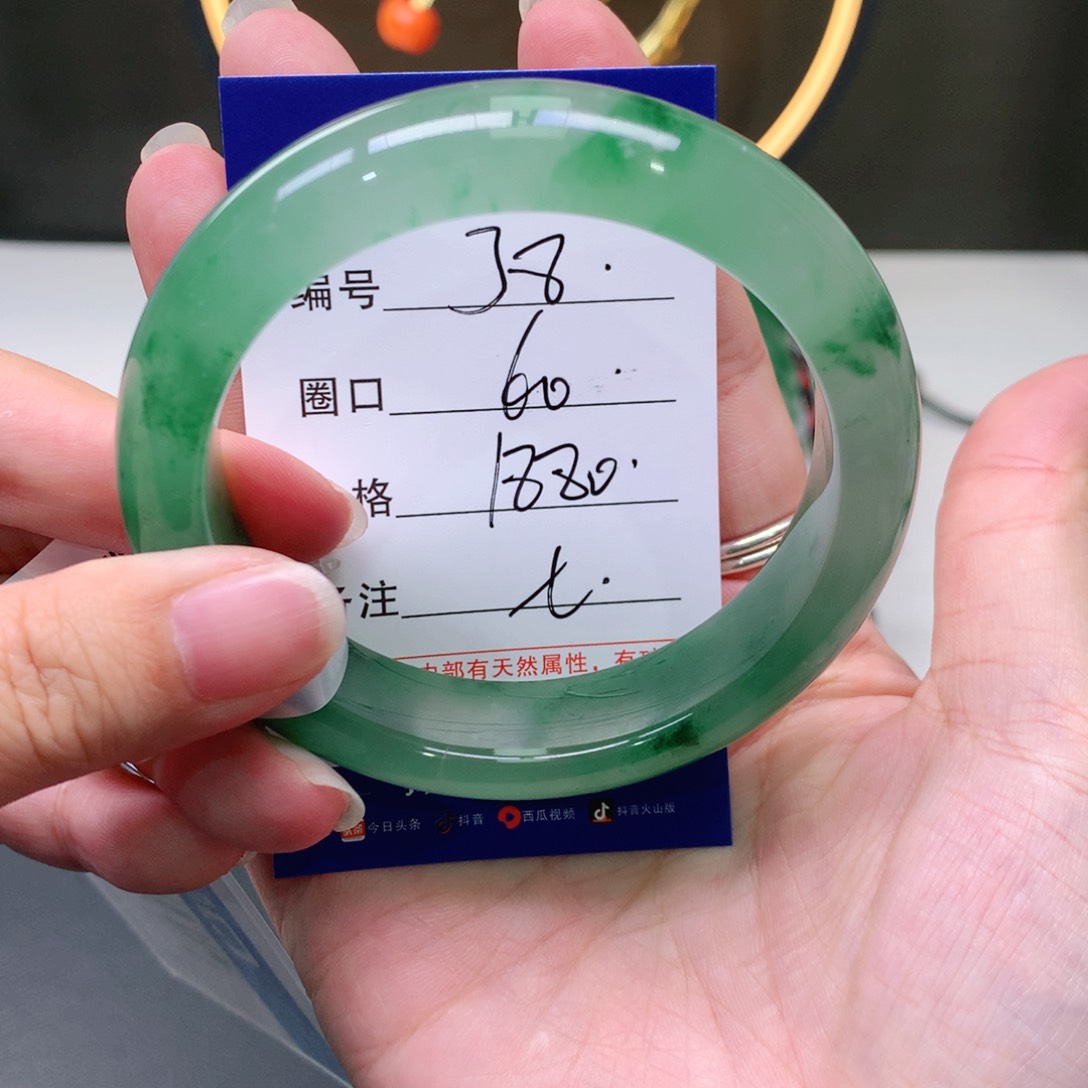 编号 38.
圈口 60.
格 1880.
注
内部有天然属性，有
今日头条 抖音 西瓜视频 抖音火山版